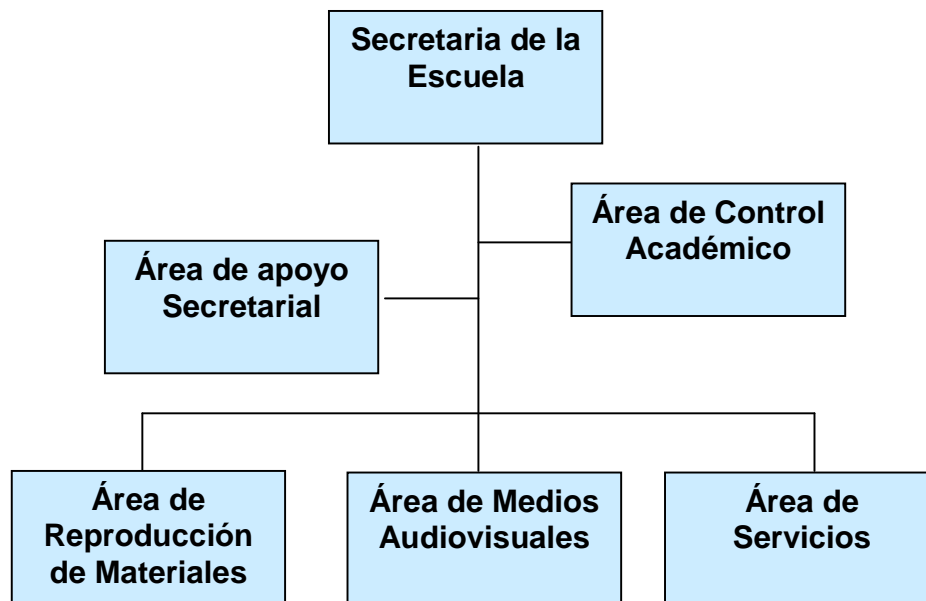 Secretaria de la
Escuela
Área de Control
Académico
Área de apoyo
Secretarial
Área de
Reproducción
de Materiales
Área de Medios
Audiovisuales
Área de
Servicios